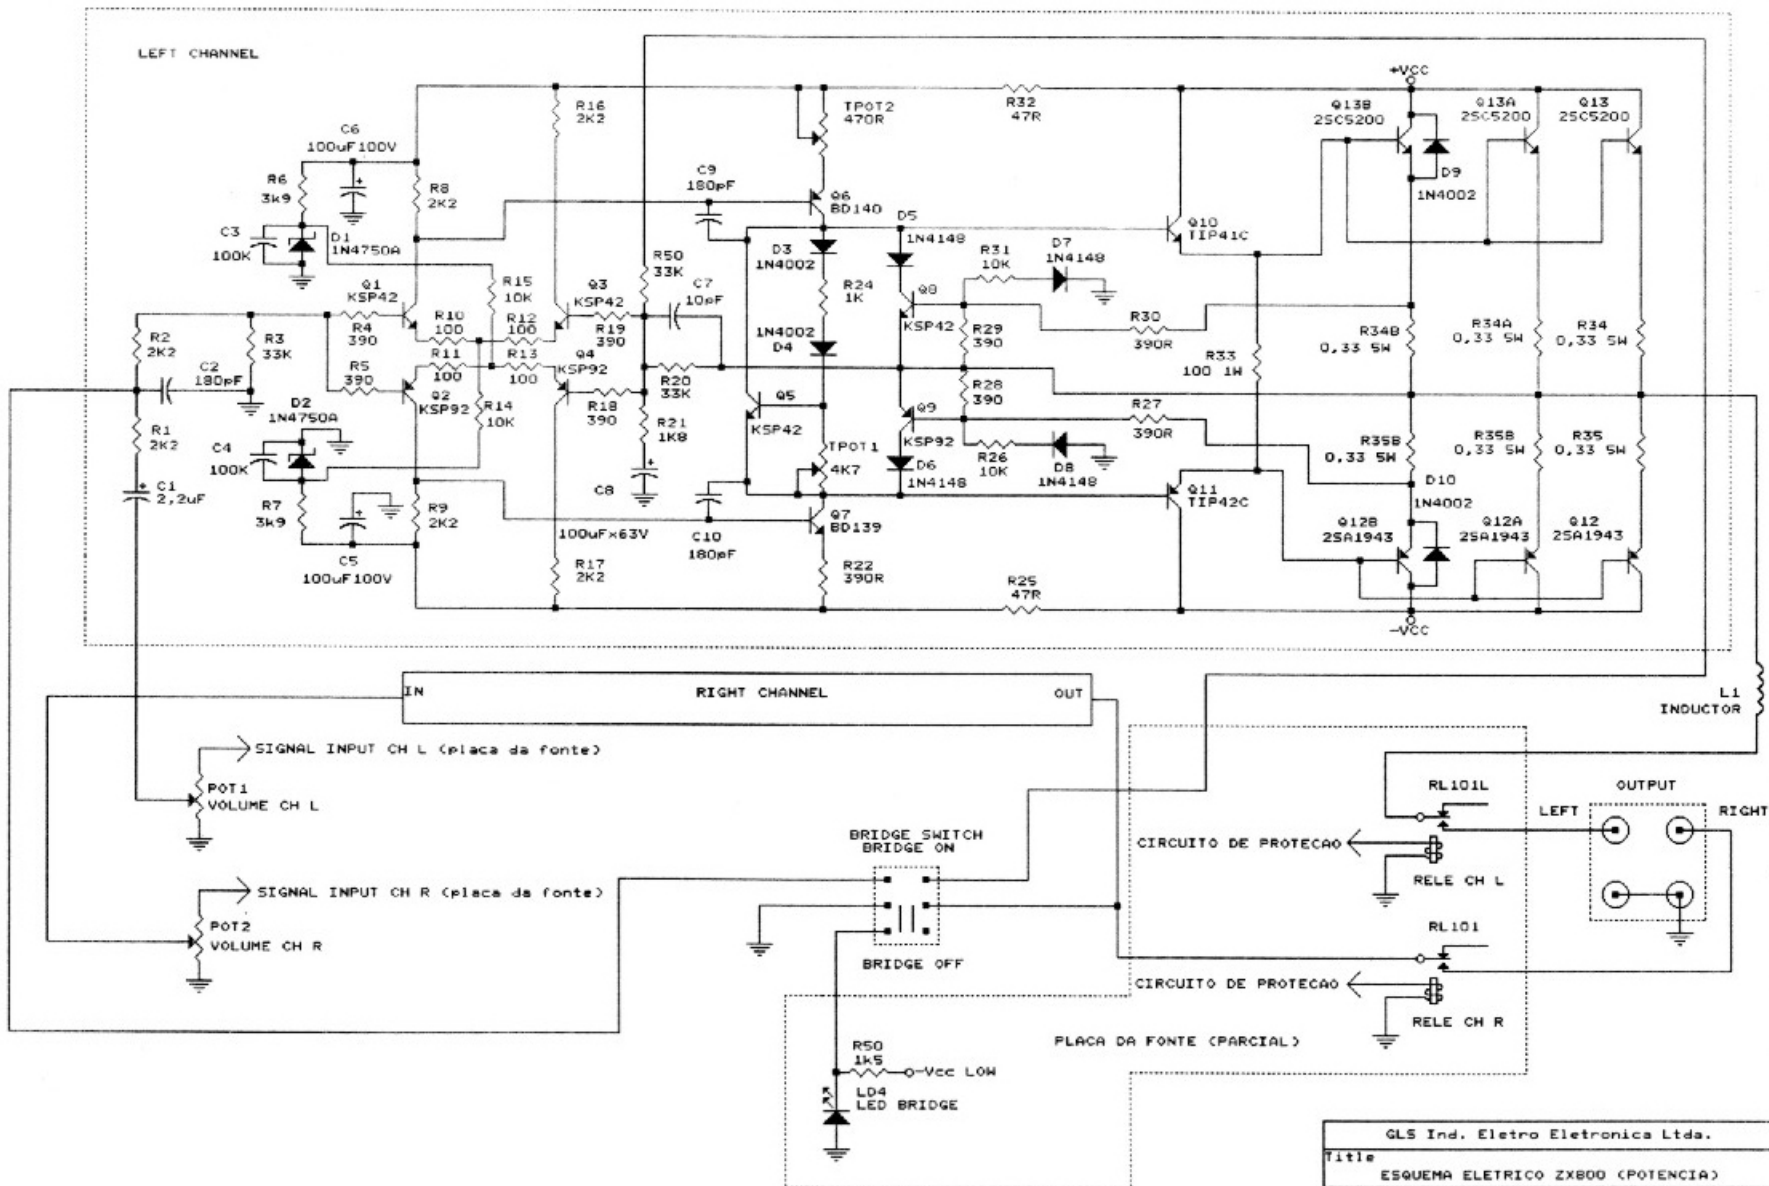 LEFT CHANNEL
C6
100uF100V
R6
3k9
C3
100K
D1
1N4750A
R8
2K2
R16
2K2
TPOT2
470R
R32
47R
+VCC
Q13B
2SC5200
Q13A
2SC5200
Q13
2SC5200
D9
1N4002
C9
180pF
Q6
BD140
D5
1N4148
Q10
TIP41C
D3
1N4002
R24
1K
1N4002
D4
R31
10K
D7
1N4148
Q8
KSP42
R29
390
R30
390R
R50
33K
C7
10pF
Q1
KSP42
R15
10K
Q3
KSP42
R2
2K2
C2
180pF
R3
33K
R4
390
R10
100
R12
100
R19
390
R5
390
R11
100
R13
100
Q4
KSP92
R20
33K
R33
100 1W
R34B
0,33 5W
R34A
0,33 5W
R34
0,33 5W
Q2
KSP92
R14
10K
R18
390
R21
1K8
Q5
KSP42
R28
390
Q9
KSP92
R27
390R
D2
1N4750A
C4
100K
R1
2K2
TPOT1
4K7
D6
1N4148
R26
10K
D8
1N4148
R35B
0,33 5W
R35B
0,33 5W
R35
0,33 5W
C1
2,2uF
R7
3k9
C5
100uF100V
R9
2K2
C8
100uFx63V
C10
180pF
Q7
BD139
Q11
TIP42C
D10
1N4002
Q12B
2SA1943
Q12A
2SA1943
Q12
2SA1943
R17
2K2
R22
390R
R25
47R
-VCC
IN
RIGHT CHANNEL
OUT
L1
INDUCTOR
SIGNAL INPUT CH L (placa da fonte)
POT1
VOLUME CH L
SIGNAL INPUT CH R (placa da fonte)
POT2
VOLUME CH R
BRIDGE SWITCH
BRIDGE ON
BRIDGE OFF
RL101L
OUTPUT
LEFT
RIGHT
CIRCUITO DE PROTECAO
RELE CH L
RL101
CIRCUITO DE PROTECAO
RELE CH R
PLACA DA FONTE (PARCIAL)
R50
1k5
-Vcc LOW
LD4
LED BRIDGE
GLS Ind. Eletro Eletronica Ltda.
Title
ESQUEMA ELETRICO ZX800 (POTENCIA)